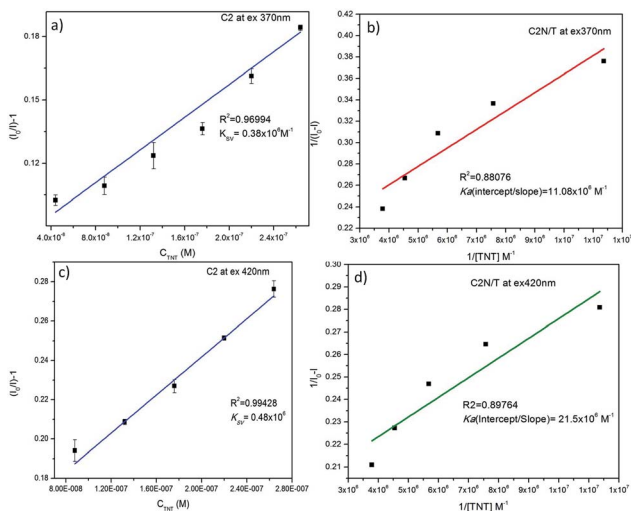 a)
C2 at ex 370nm
(I0/I)-1
0.18
0.15
0.12
R²=0.96994
KSV= 0.38x10⁶M⁻¹
4.0x10⁻⁸
8.0x10⁻⁸
1.2x10⁻⁷
1.6x10⁻⁷
2.0x10⁻⁷
2.4x10⁻⁷
CTNT (M)
b)
C2N/T at ex370nm
1/(I0-I)
0.40
0.38
0.36
0.34
0.32
0.30
0.28
0.26
0.24
0.22
R²=0.88076
Ka(intercept/slope)=11.08x10⁶ M⁻¹
3x10⁶
4x10⁶
5x10⁶
6x10⁶
7x10⁶
8x10⁶
9x10⁶
1x10⁷
1x10⁷
1x10⁷
1/[TNT] M⁻¹
c)
C2 at ex 420nm
(I0/I)-1
0.28
0.26
0.24
0.22
0.20
0.18
R²=0.99428
KSV= 0.48x10⁶
8.00E-008
1.20E-007
1.60E-007
2.00E-007
2.40E-007
2.80E-007
CTNT (M)
d)
C2N/T at ex420nm
1/I0-I
0.30
0.29
0.28
0.27
0.26
0.25
0.24
0.23
0.22
0.21
R2=0.89764
Ka(Intercept/Slope)= 21.5x10⁶ M⁻¹
3x10⁶
4x10⁶
5x10⁶
6x10⁶
7x10⁶
8x10⁶
9x10⁶
1x10⁷
1x10⁷
1x10⁷
1/[TNT] M⁻¹